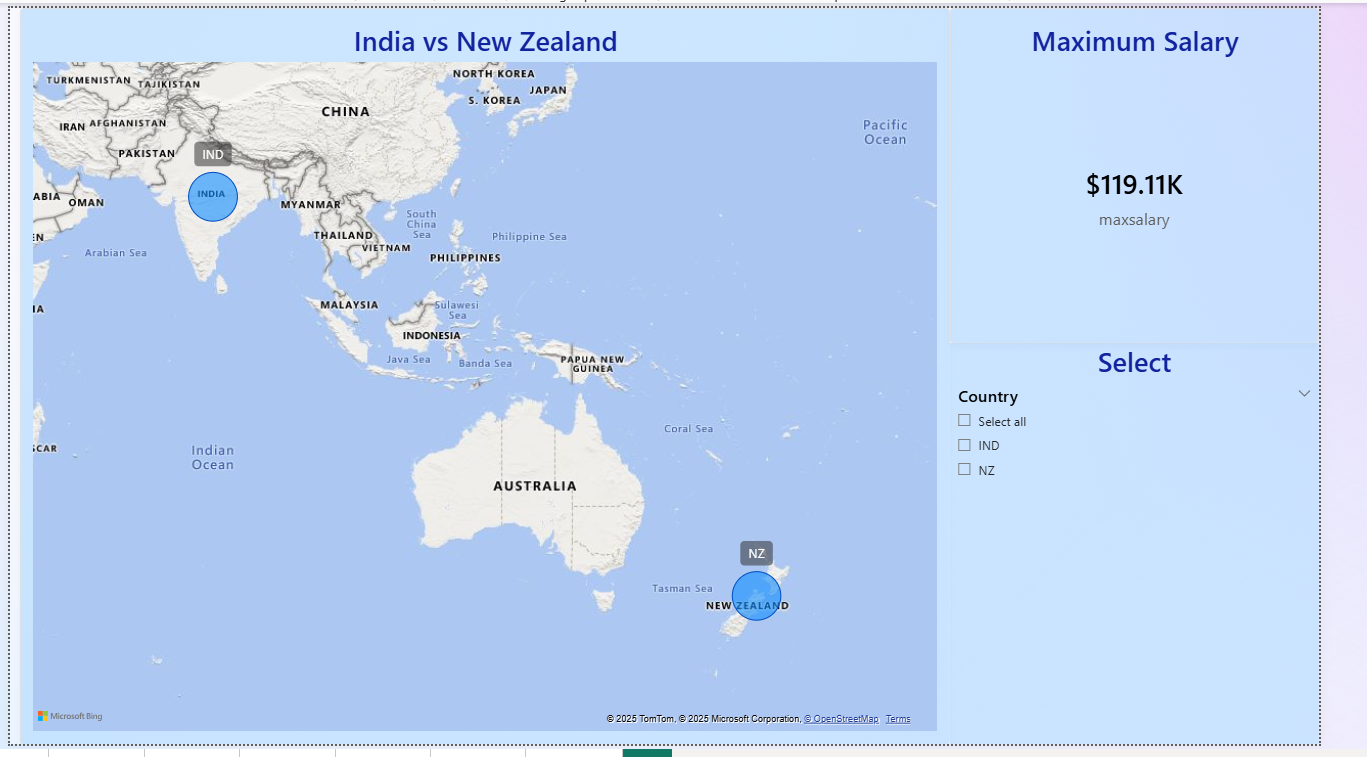 India vs New Zealand
TURKMENISTAN
TAJIKISTAN
NORTH KOREA
JAPAN
S. KOREA
CHINA
IRAN
AFGHANISTAN
PAKISTAN
Pacific
Ocean
IND
INDIA
ABIA
OMAN
MYANMAR
South
China
Sea
EN
THAILAND
VIETNAM
Philippine Sea
Arabian Sea
PHILIPPINES
IA
MALAYSIA
Sulawesi
Sea
INDONESIA
Java Sea
Banda Sea
PAPUA NEW
GUINEA
Coral Sea
SCAR
Indian
Ocean
AUSTRALIA
NZ
Tasman Sea
NEW ZEALAND
Microsoft Bing
© 2025 TomTom, © 2025 Microsoft Corporation, © OpenStreetMap Terms
Maximum Salary
$119.11K
maxsalary
Select
Country
Select all
IND
NZ